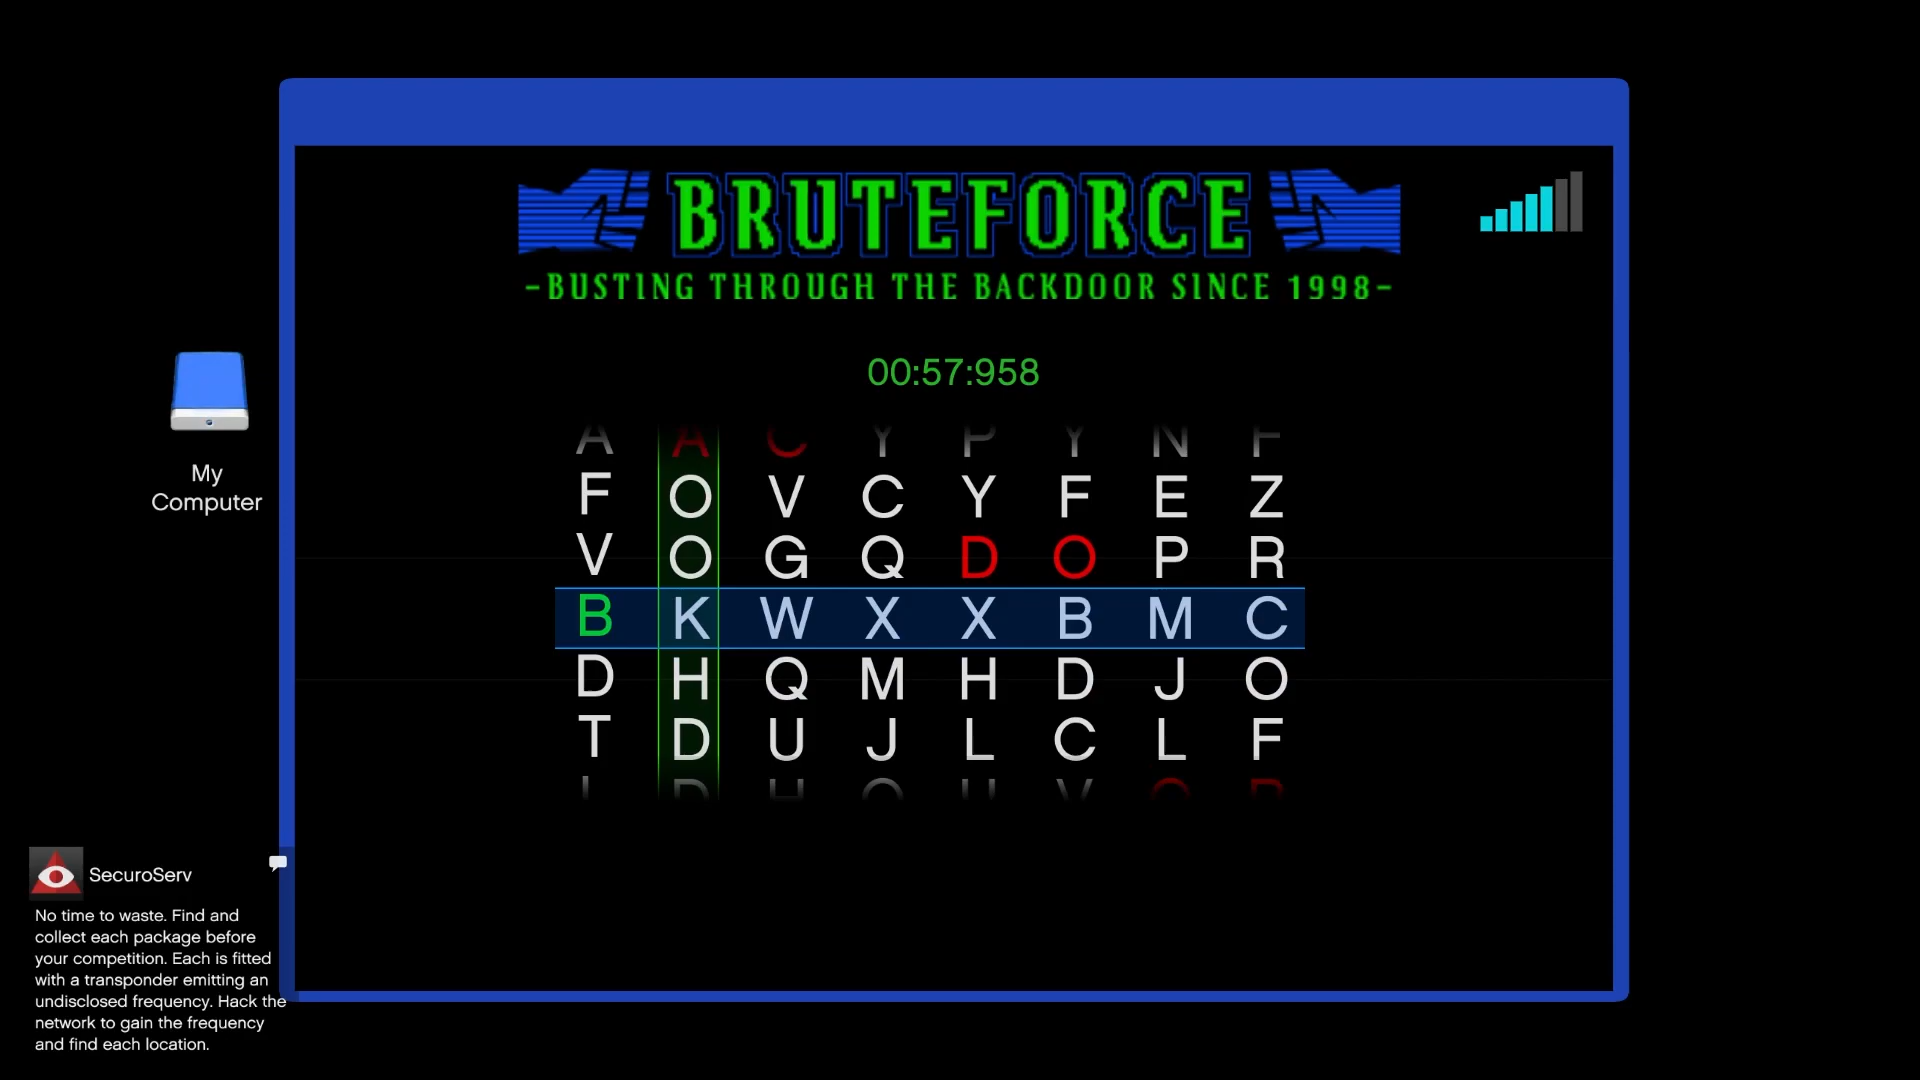 BRUTEFORCE
-BUSTING THROUGH THE BACKDOOR SINCE 1998-
00:57:958
A A C Y P Y N F
F O V C Y F E Z
V O G Q D O P R
B K W X X B M C
D H Q M H D J O
T D U J L C L F
My
Computer
SecuroServ
No time to waste. Find and
collect each package before
your competition. Each is fitted
with a transponder emitting an
undisclosed frequency. Hack the
network to gain the frequency
and find each location.